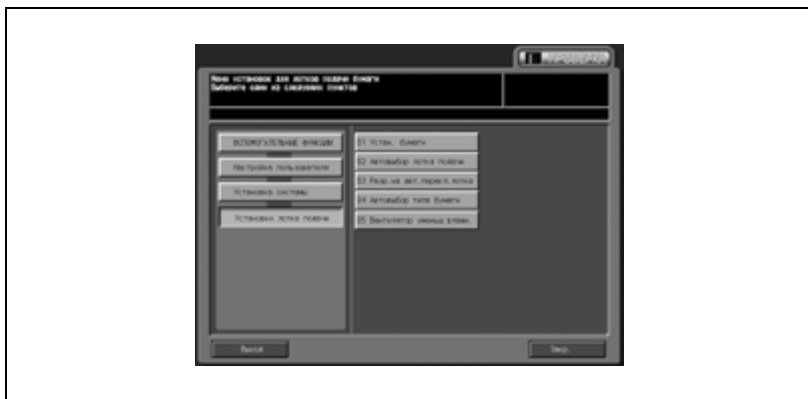 ПРОВЕРКА
Меню установок для лотков подачи бумаги
Выберите один из следующих пунктов
ВСПОМОГАТЕЛЬНЫЕ ФУНКЦИИ
Настройка пользователя
Установка системы
Установки лотка подачи
01 Устан. бумаги
02 Автовыбор лотка подачи
03 Разр.на авт.перекл.лотка
04 Автовыбор типа бумаги
05 Вентилятор уменьш.влажн.
Выход
Закр.